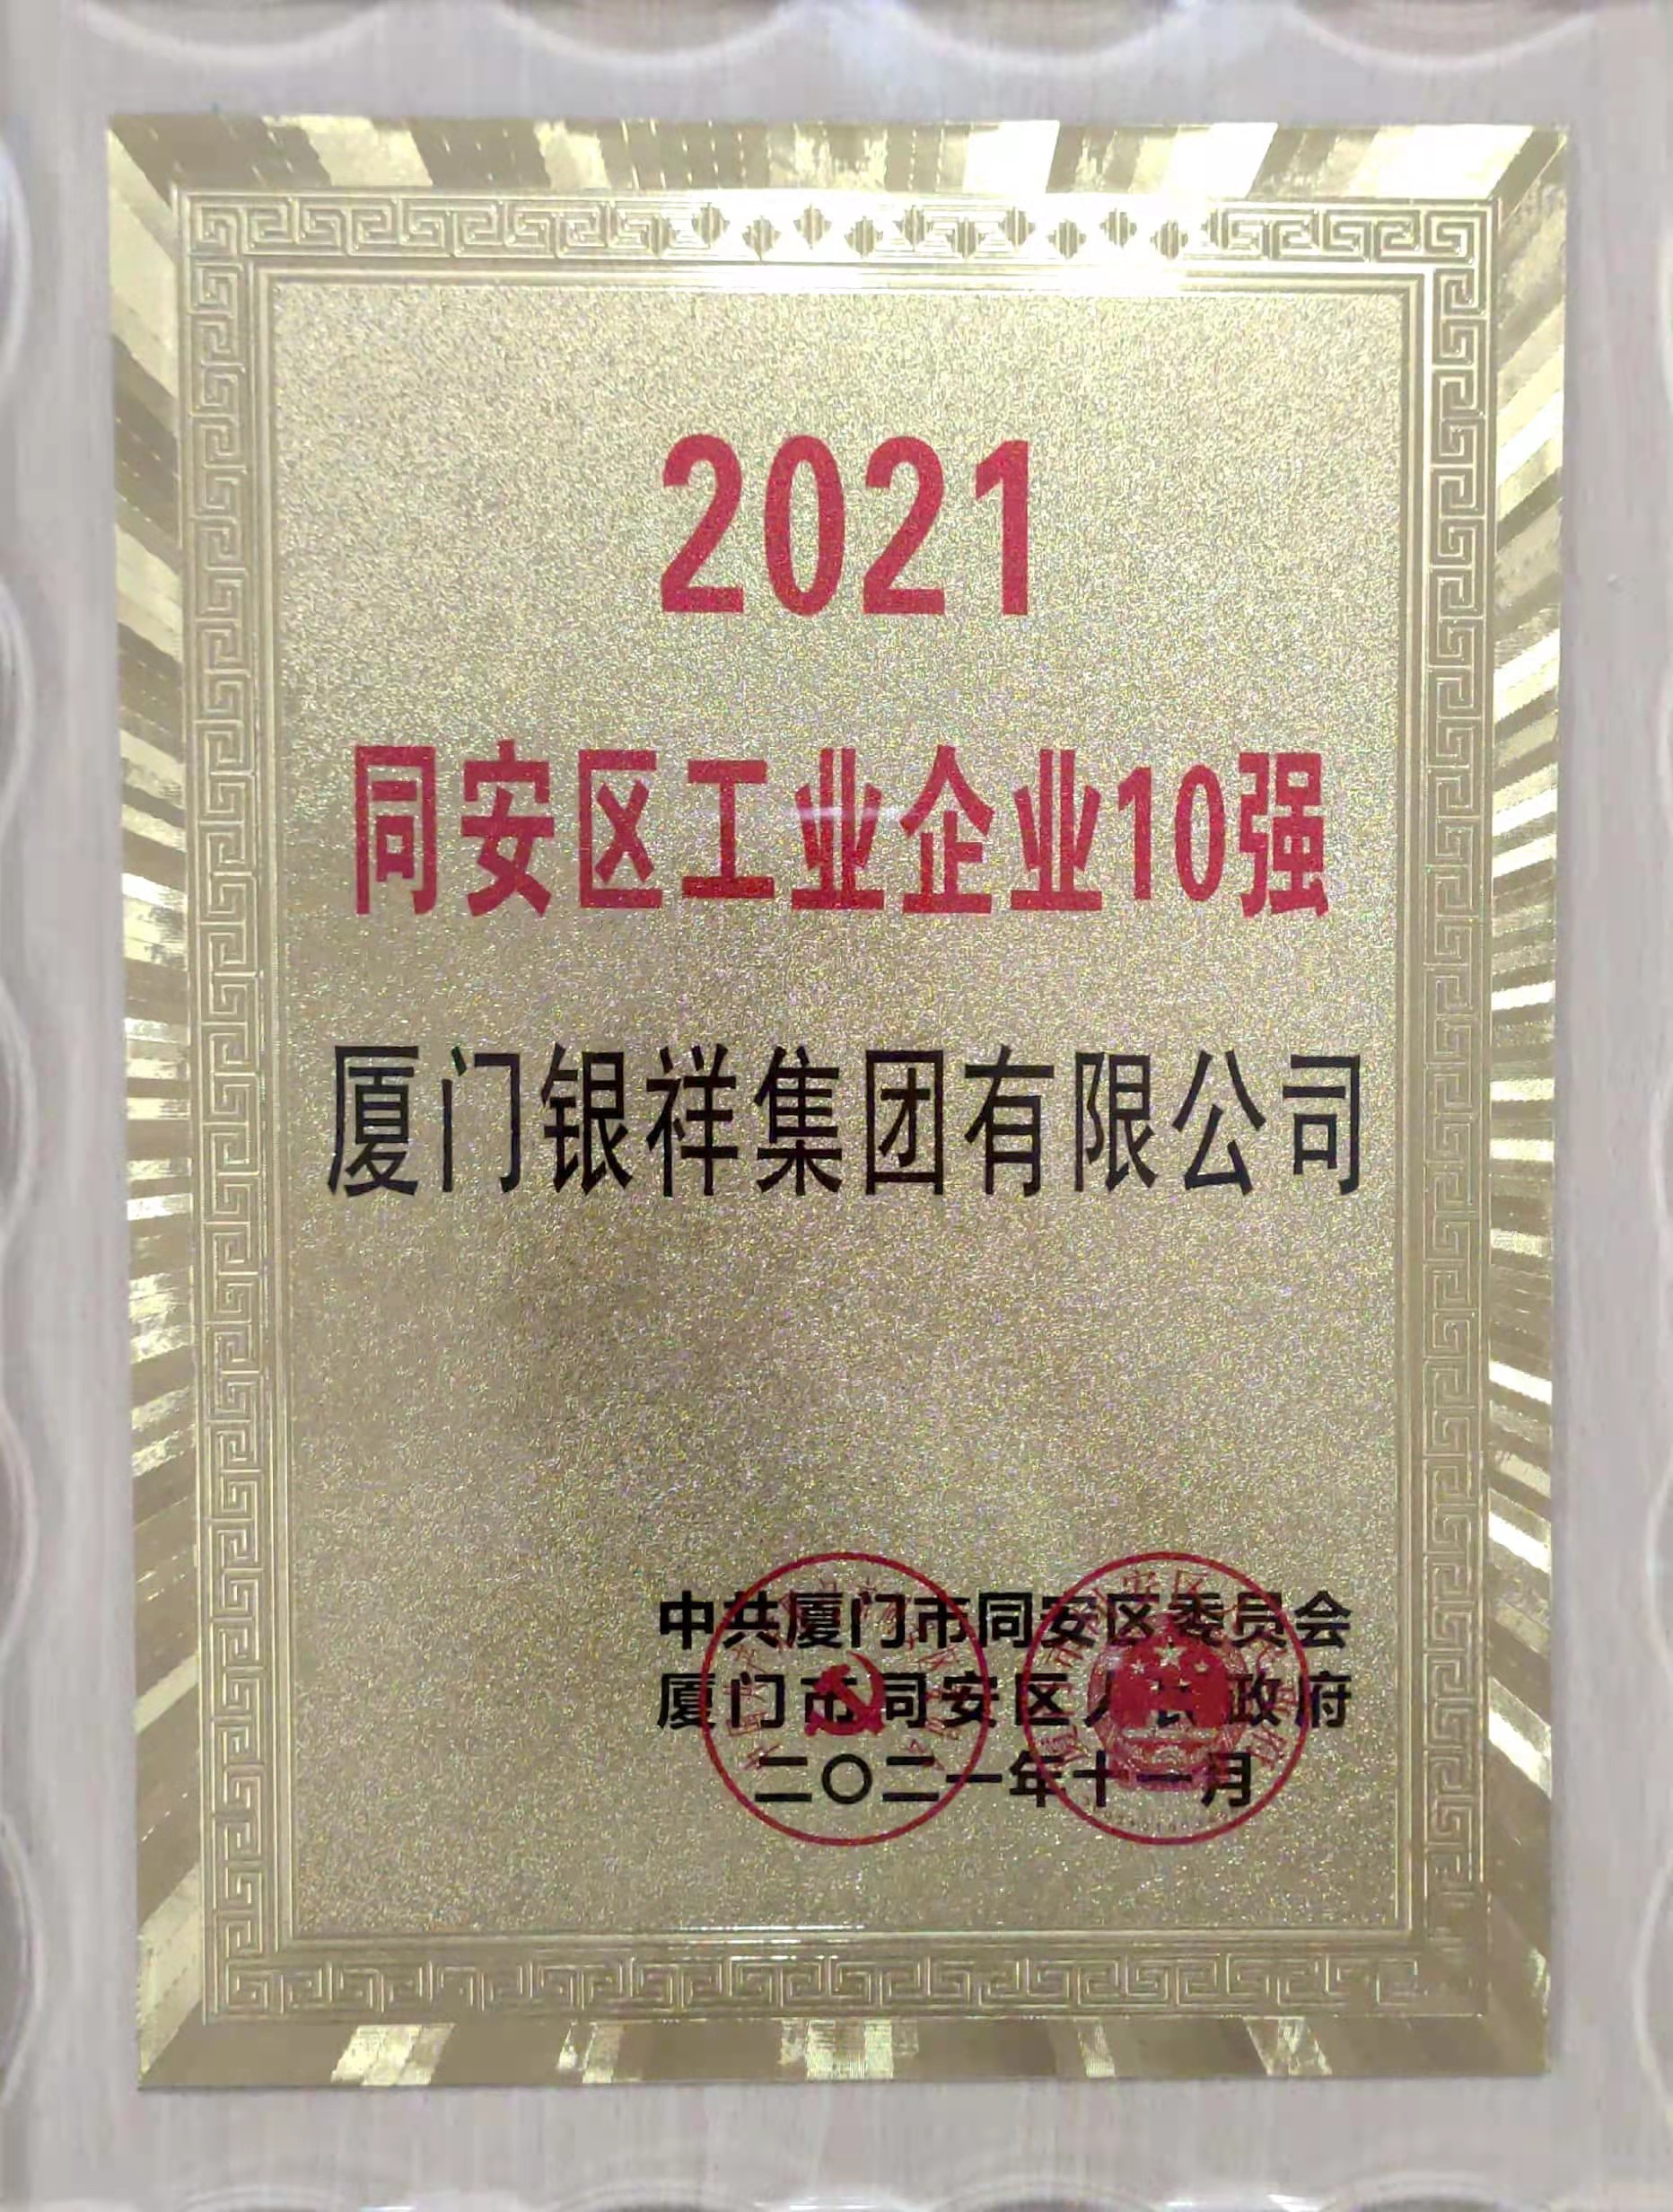 2021
同安区工业企业10强
厦门银祥集团有限公司
中共厦门市同安区委员会
厦门市同安区人民政府
二〇二一年十一月